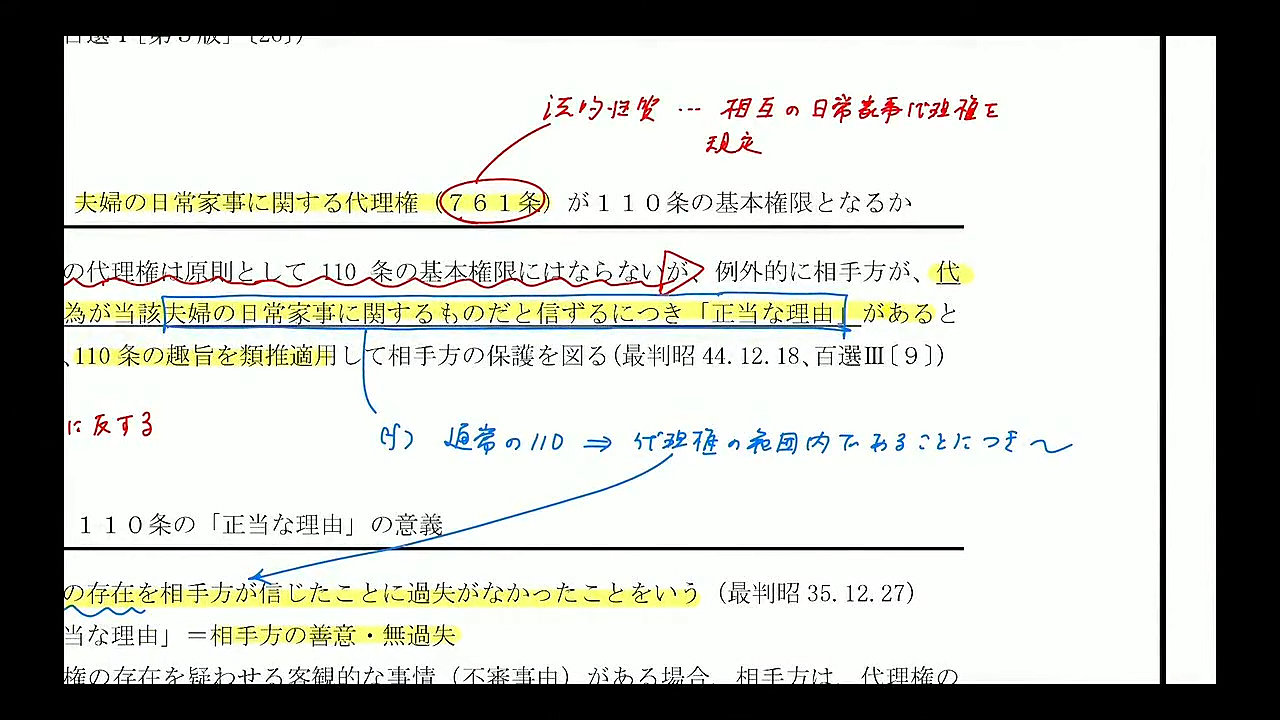 百選Ⅰ［第８版］〔28〕）
法的性質 … 相互の日常家事代理権を
規定
夫婦の日常家事に関する代理権（７６１条）が１１０条の基本権限となるか
の代理権は原則として 110 条の基本権限にはならないが、例外的に相手方が、代
為が当該夫婦の日常家事に関するものだと信ずるにつき「正当な理由」があると
、110 条の趣旨を類推適用して相手方の保護を図る(最判昭 44.12.18、百選Ⅲ〔９〕)
に反する
cf) 通常の110 ⇒ 代理権の範囲内であることにつき〜
１１０条の「正当な理由」の意義
の存在を相手方が信じたことに過失がなかったことをいう（最判昭 35.12.27）
当な理由」＝相手方の善意・無過失
権の存在を疑わせる客観的な事情（不審事由）がある場合、相手方は、代理権の